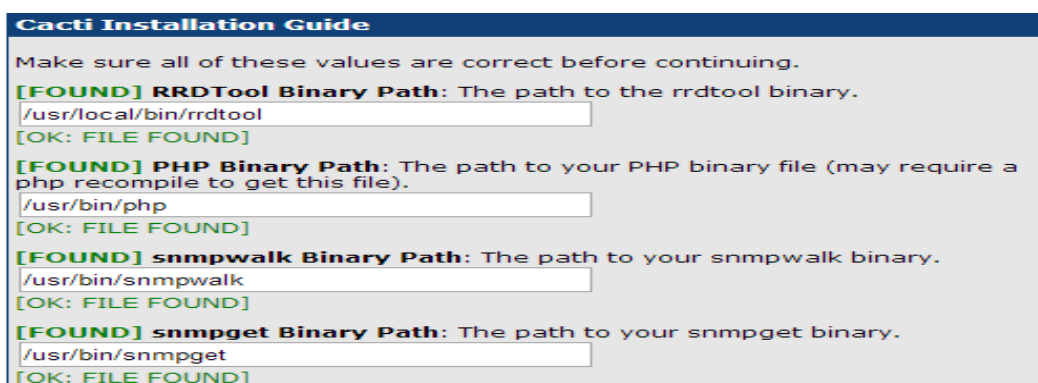 Cacti Installation Guide
Make sure all of these values are correct before continuing.
[FOUND] RRDTool Binary Path: The path to the rrdtool binary.
/usr/local/bin/rrdtool
[OK: FILE FOUND]
[FOUND] PHP Binary Path: The path to your PHP binary file (may require a
php recompile to get this file).
/usr/bin/php
[OK: FILE FOUND]
[FOUND] snmpwalk Binary Path: The path to your snmpwalk binary.
/usr/bin/snmpwalk
[OK: FILE FOUND]
[FOUND] snmpget Binary Path: The path to your snmpget binary.
/usr/bin/snmpget
[OK: FILE FOUND]